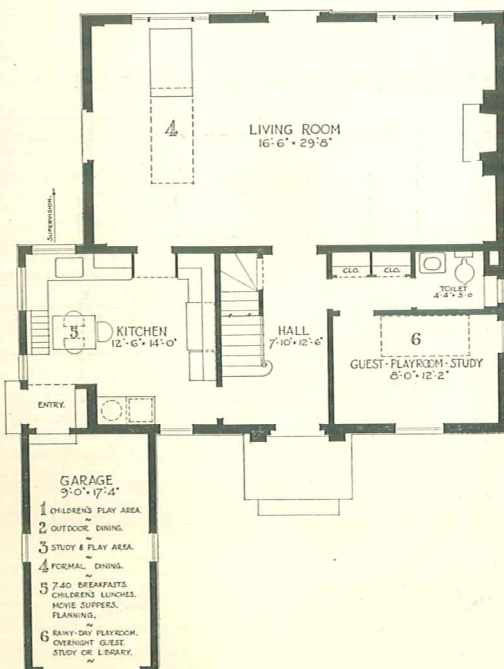 4
LIVING ROOM
16'-6" • 29'-8"
SUPERVISION.
5
KITCHEN
12'-6" • 14'-0"
ENTRY.
HALL
7'-10" • 12'-6"
CLO.
CLO.
TOILET
4'-4" • 5'-0"
6
GUEST-PLAYROOM-STUDY
8'-0" • 12'-2"
GARAGE
9'-0" • 17'-4"
1 CHILDREN'S PLAY AREA.
~
2 OUTDOOR DINING.
~
3 STUDY & PLAY AREA.
~
4 FORMAL DINING.
~
5 7.40 BREAKFASTS.
CHILDREN'S LUNCHES.
MOVIE SUPPERS.
PLANNING.
~
6 RAINY-DAY PLAYROOM.
OVERNIGHT GUEST.
STUDY OR LIBRARY.
~